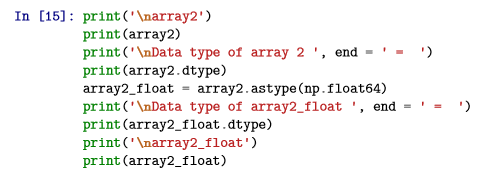 In [15]: print('\narray2')
print(array2)
print('\nData type of array 2 ', end = ' =  ')
print(array2.dtype)
array2_float = array2.astype(np.float64)
print('\nData type of array2_float ', end = ' =  ')
print(array2_float.dtype)
print('\narray2_float')
print(array2_float)